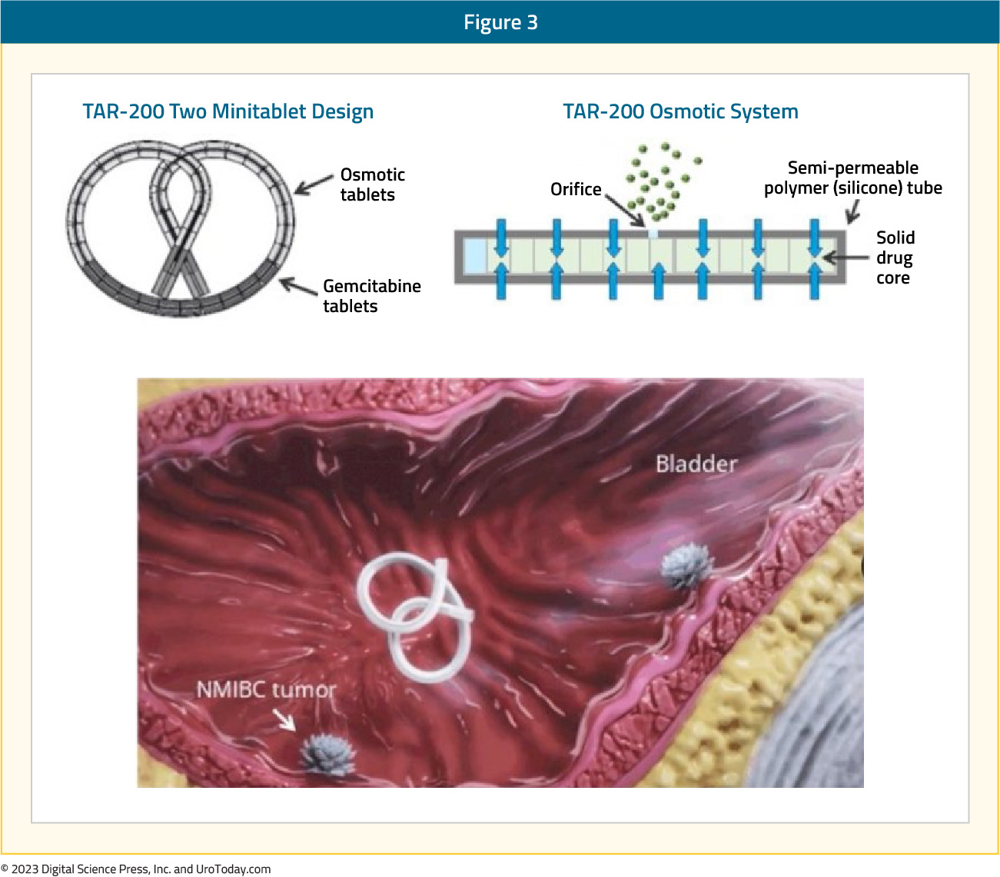 Figure 3
TAR-200 Two Minitablet Design
Osmotic
tablets
Gemcitabine
tablets
TAR-200 Osmotic System
Orifice
Semi-permeable
polymer (silicone) tube
Solid
drug
core
Bladder
NMIBC tumor
© 2023 Digital Science Press, Inc. and UroToday.com